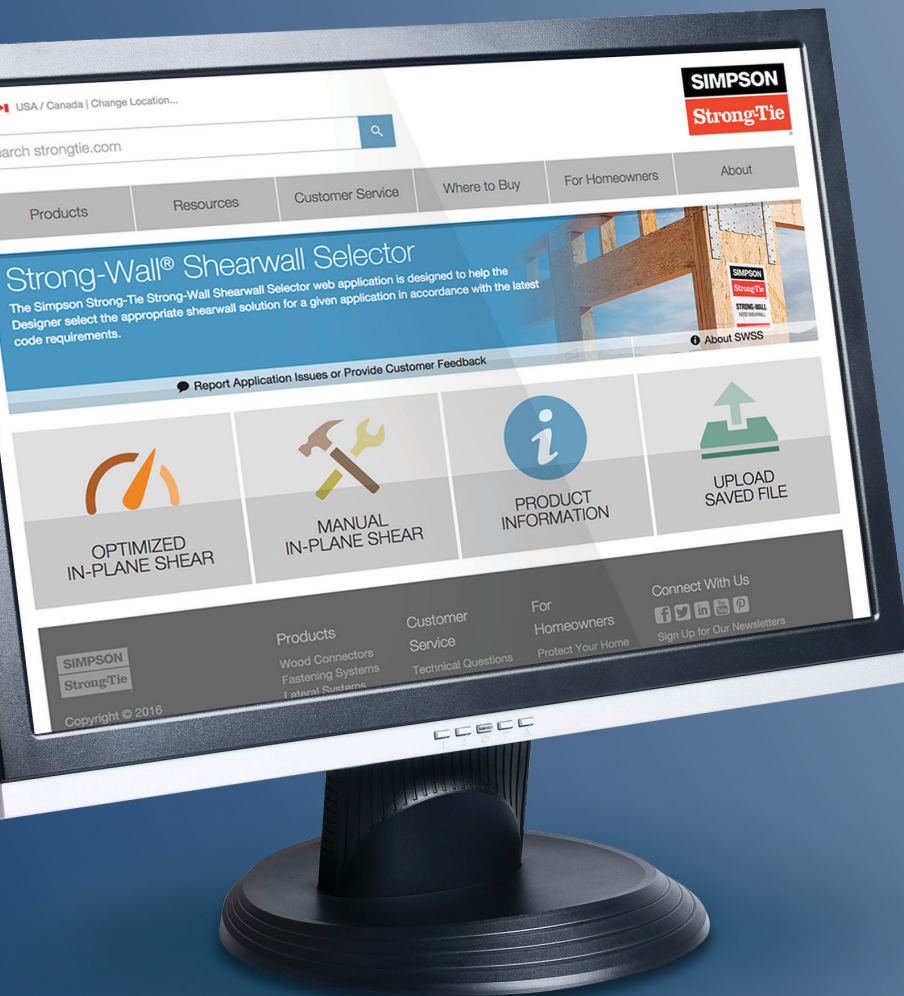 USA / Canada | Change Location...
SIMPSON
Strong-Tie
search strongtie.com
Products
Resources
Customer Service
Where to Buy
For Homeowners
About
Strong-Wall® Shearwall Selector
The Simpson Strong-Tie Strong-Wall Shearwall Selector web application is designed to help the
Designer select the appropriate shearwall solution for a given application in accordance with the latest
code requirements.
SIMPSON
Strong-Tie
STRONG-WALL
WOOD SHEARWALL
Report Application Issues or Provide Customer Feedback
About SWSS
OPTIMIZED
IN-PLANE SHEAR
MANUAL
IN-PLANE SHEAR
PRODUCT
INFORMATION
UPLOAD
SAVED FILE
SIMPSON
Strong-Tie
Copyright © 2016
Products
Wood Connectors
Fastening Systems
Lateral Systems
Customer
Service
Technical Questions
For
Homeowners
Protect Your Home
Connect With Us
Sign Up for Our Newsletters